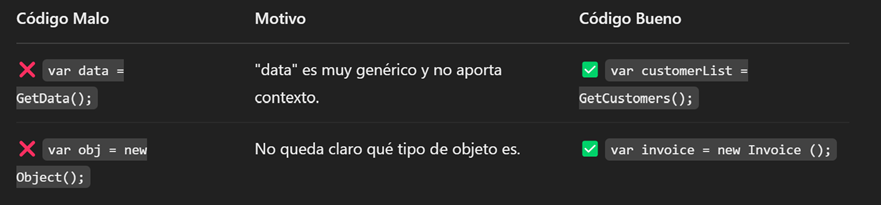 Código Malo Motivo Código Bueno
❌ var data = "data" es muy genérico y no aporta ✅ var customerList =
GetData(); contexto. GetCustomers();
❌ var obj = new No queda claro qué tipo de objeto es. ✅ var invoice = new Invoice ();
Object();